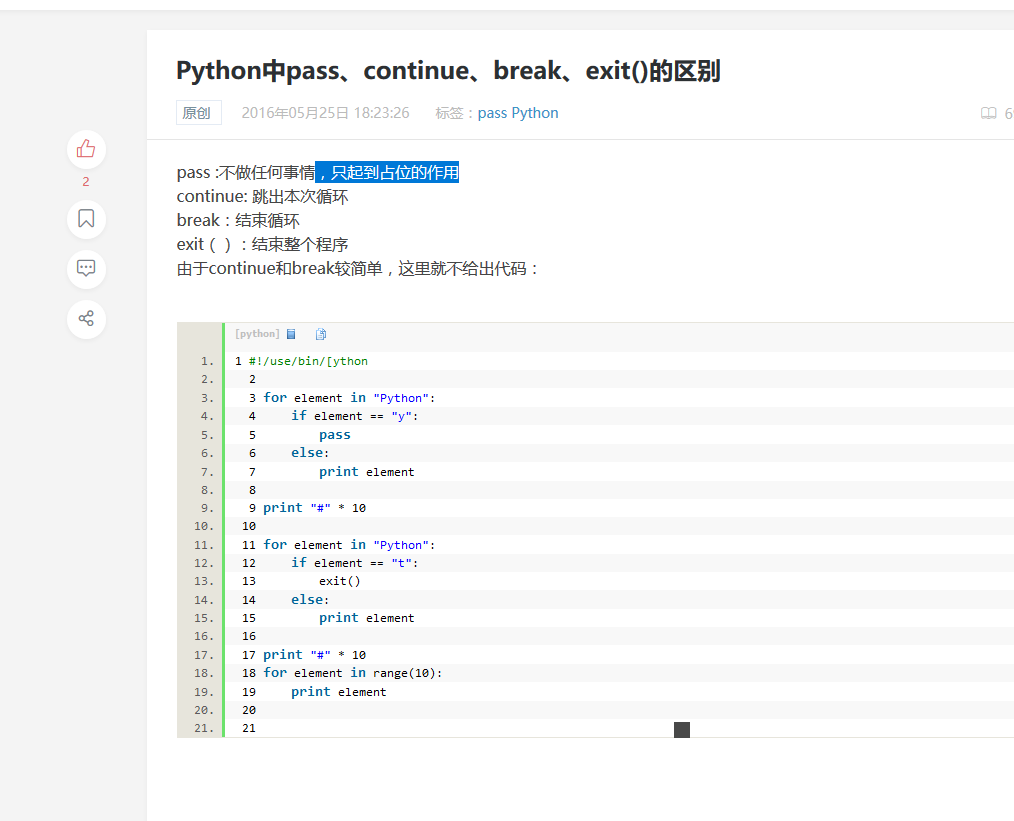 Python中pass、continue、break、exit()的区别
原创 2016年05月25日 18:23:26 标签：pass Python
2
pass :不做任何事情，只起到占位的作用
continue: 跳出本次循环
break：结束循环
exit（ ）：结束整个程序
由于continue和break较简单，这里就不给出代码：
[python]
1. 1 #!/use/bin/[ython
2. 2
3. 3 for element in "Python":
4. 4 if element == "y":
5. 5 pass
6. 6 else:
7. 7 print element
8. 8
9. 9 print "#" * 10
10. 10
11. 11 for element in "Python":
12. 12 if element == "t":
13. 13 exit()
14. 14 else:
15. 15 print element
16. 16
17. 17 print "#" * 10
18. 18 for element in range(10):
19. 19 print element
20. 20
21. 21